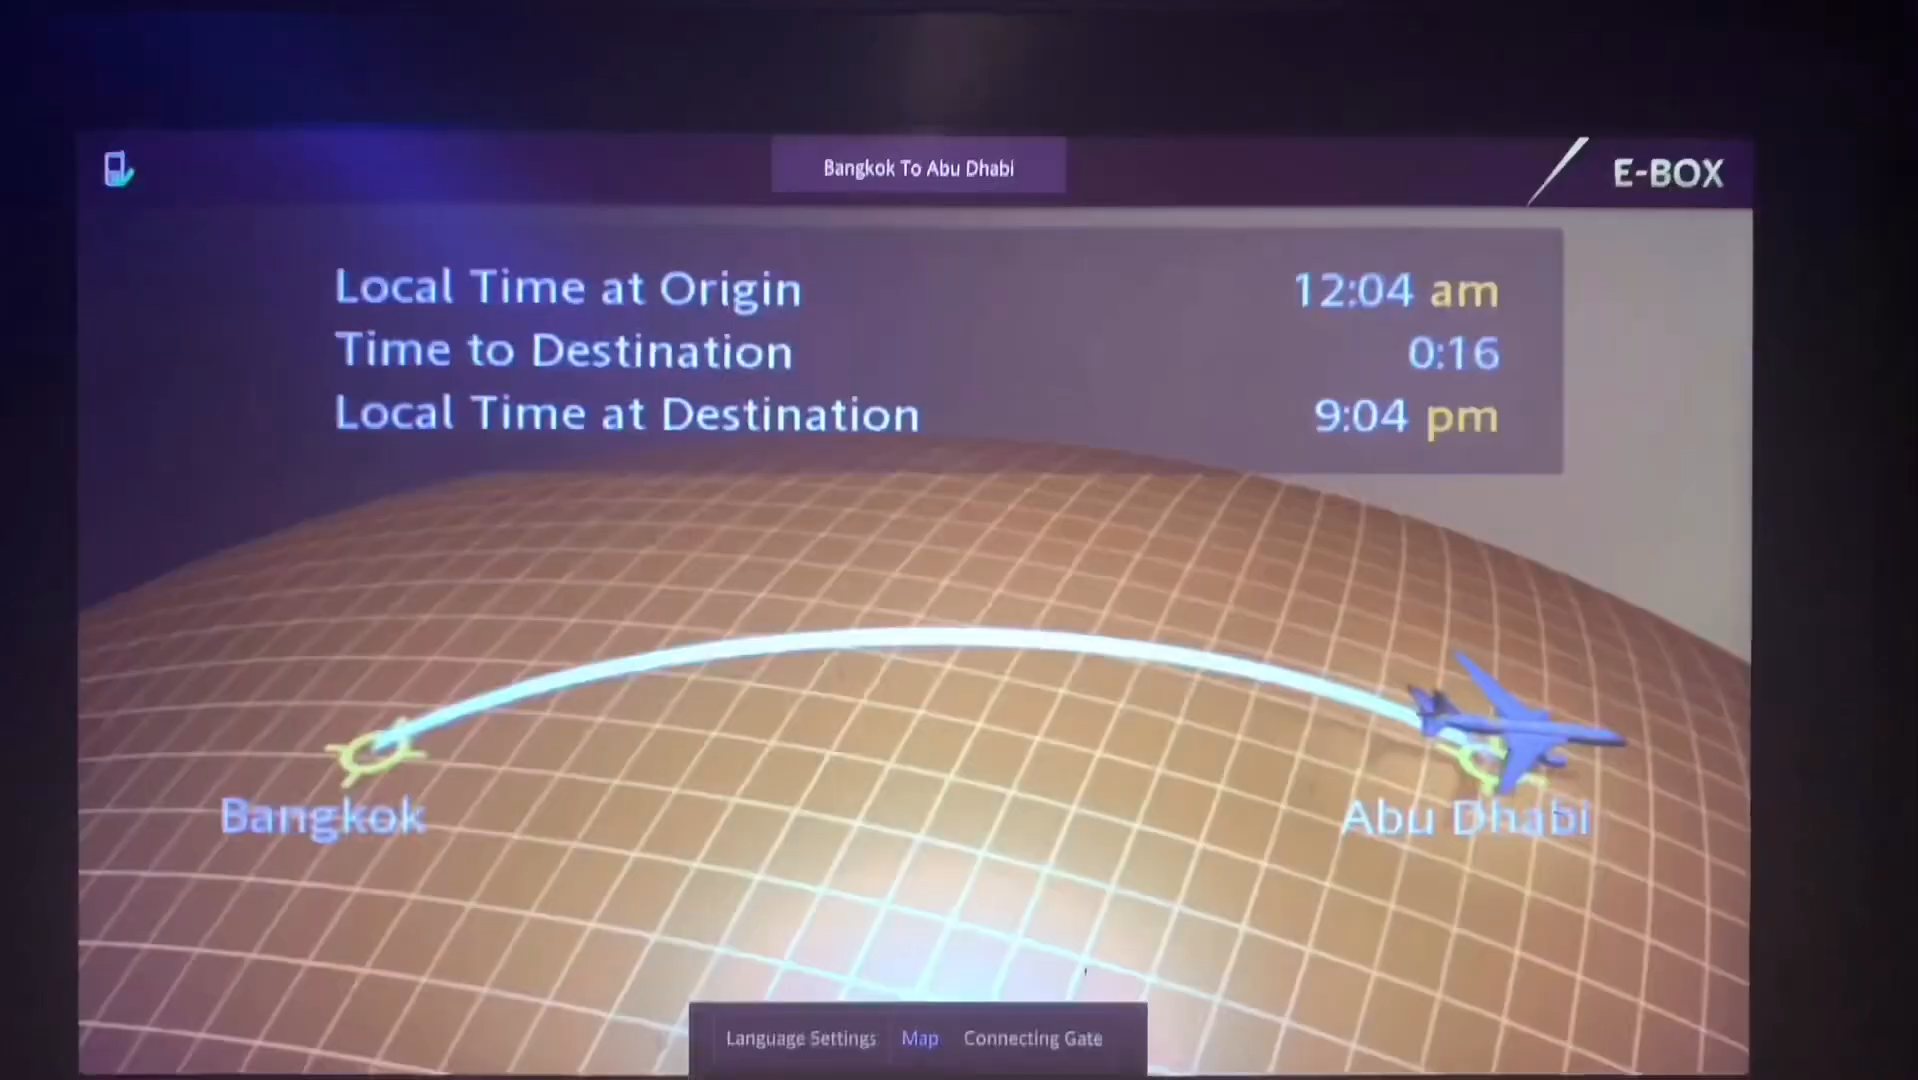 Bangkok To Abu Dhabi
E-BOX
Local Time at Origin 12:04 am
Time to Destination 0:16
Local Time at Destination 9:04 pm
Bangkok
Abu Dhabi
Language Settings Map Connecting Gate